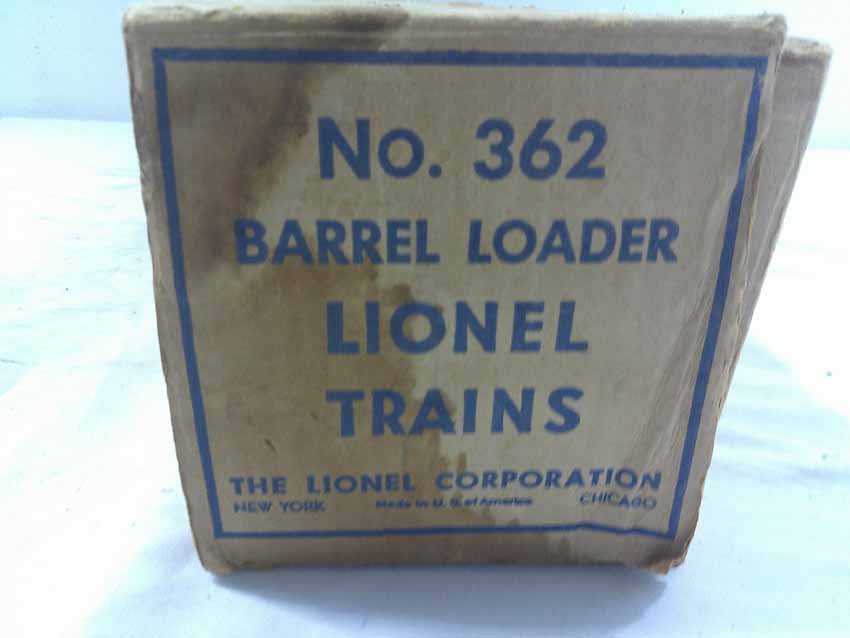 No. 362
BARREL LOADER
LIONEL
TRAINS
THE LIONEL CORPORATION
NEW YORK Made in U. S. of America CHICAGO